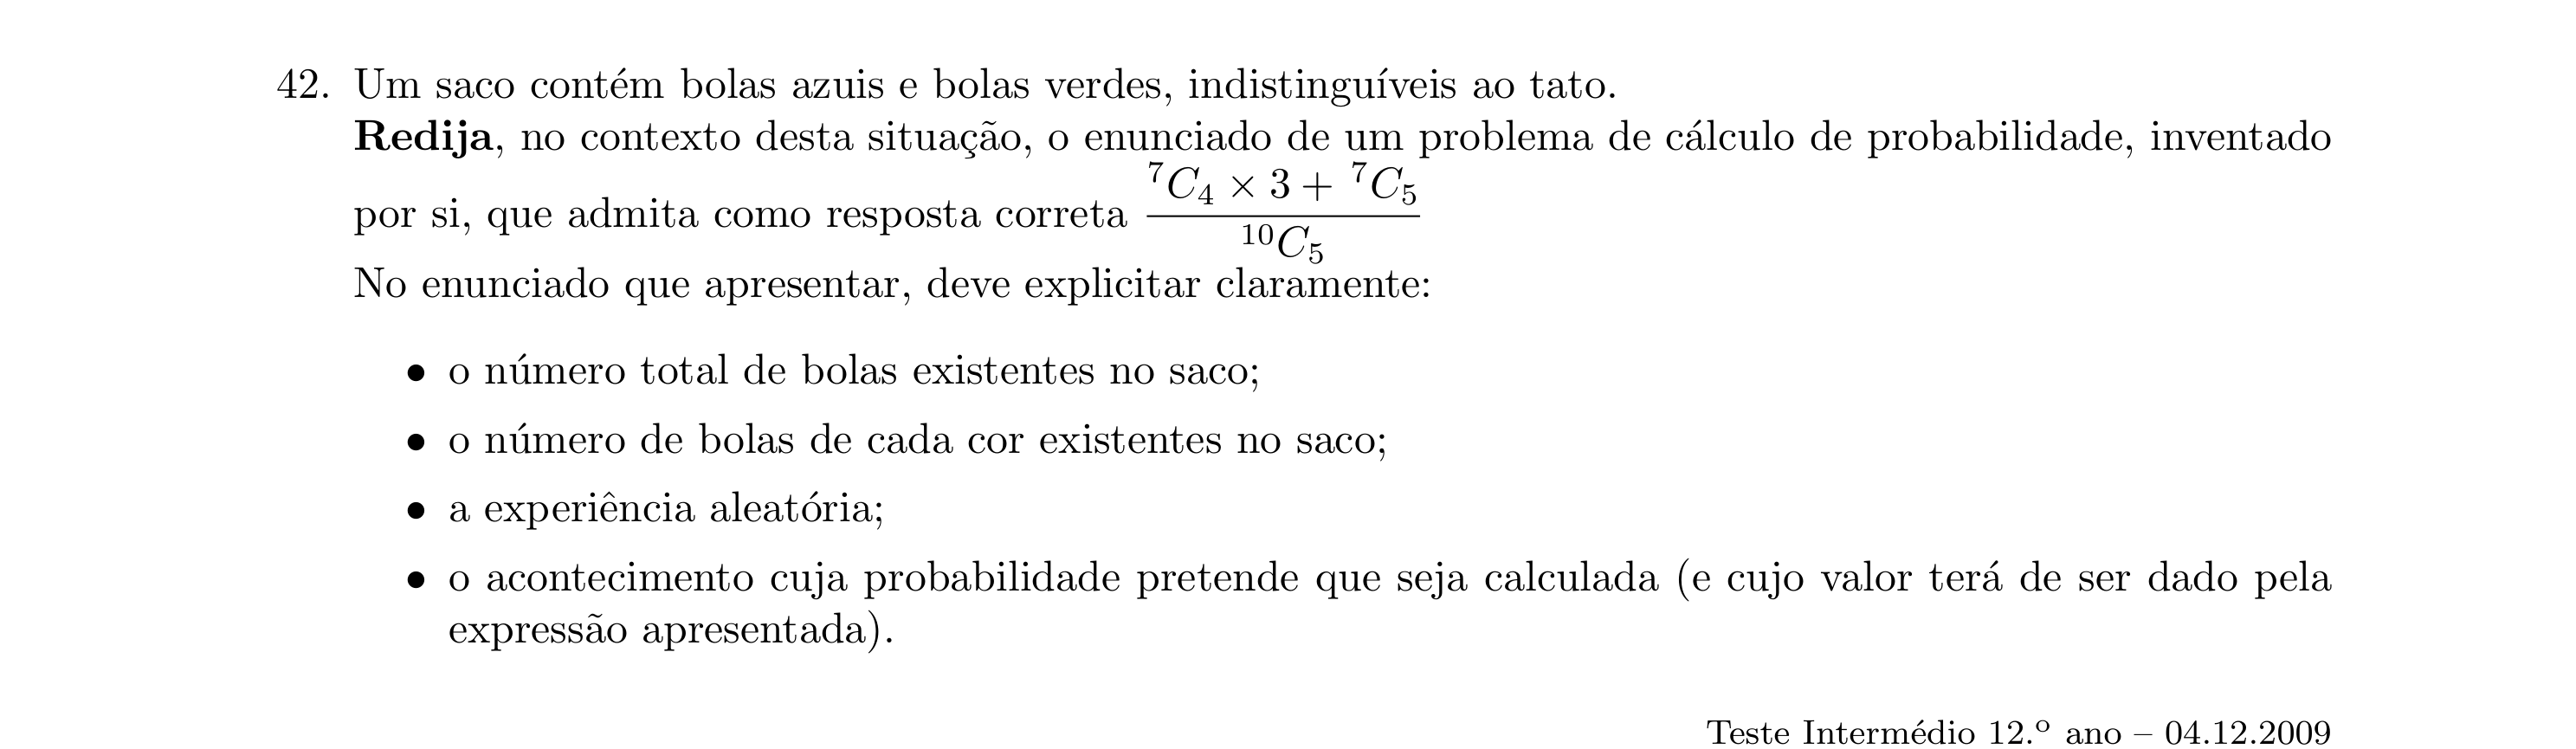 42. Um saco contém bolas azuis e bolas verdes, indistinguíveis ao tato.
Redija, no contexto desta situação, o enunciado de um problema de cálculo de probabilidade, inventado
por si, que admita como resposta correta $\frac{{}^{7}C_4 \times 3 + {}^{7}C_5}{{}^{10}C_5}$
No enunciado que apresentar, deve explicitar claramente:
• o número total de bolas existentes no saco;
• o número de bolas de cada cor existentes no saco;
• a experiência aleatória;
• o acontecimento cuja probabilidade pretende que seja calculada (e cujo valor terá de ser dado pela
expressão apresentada).
Teste Intermédio 12.º ano – 04.12.2009